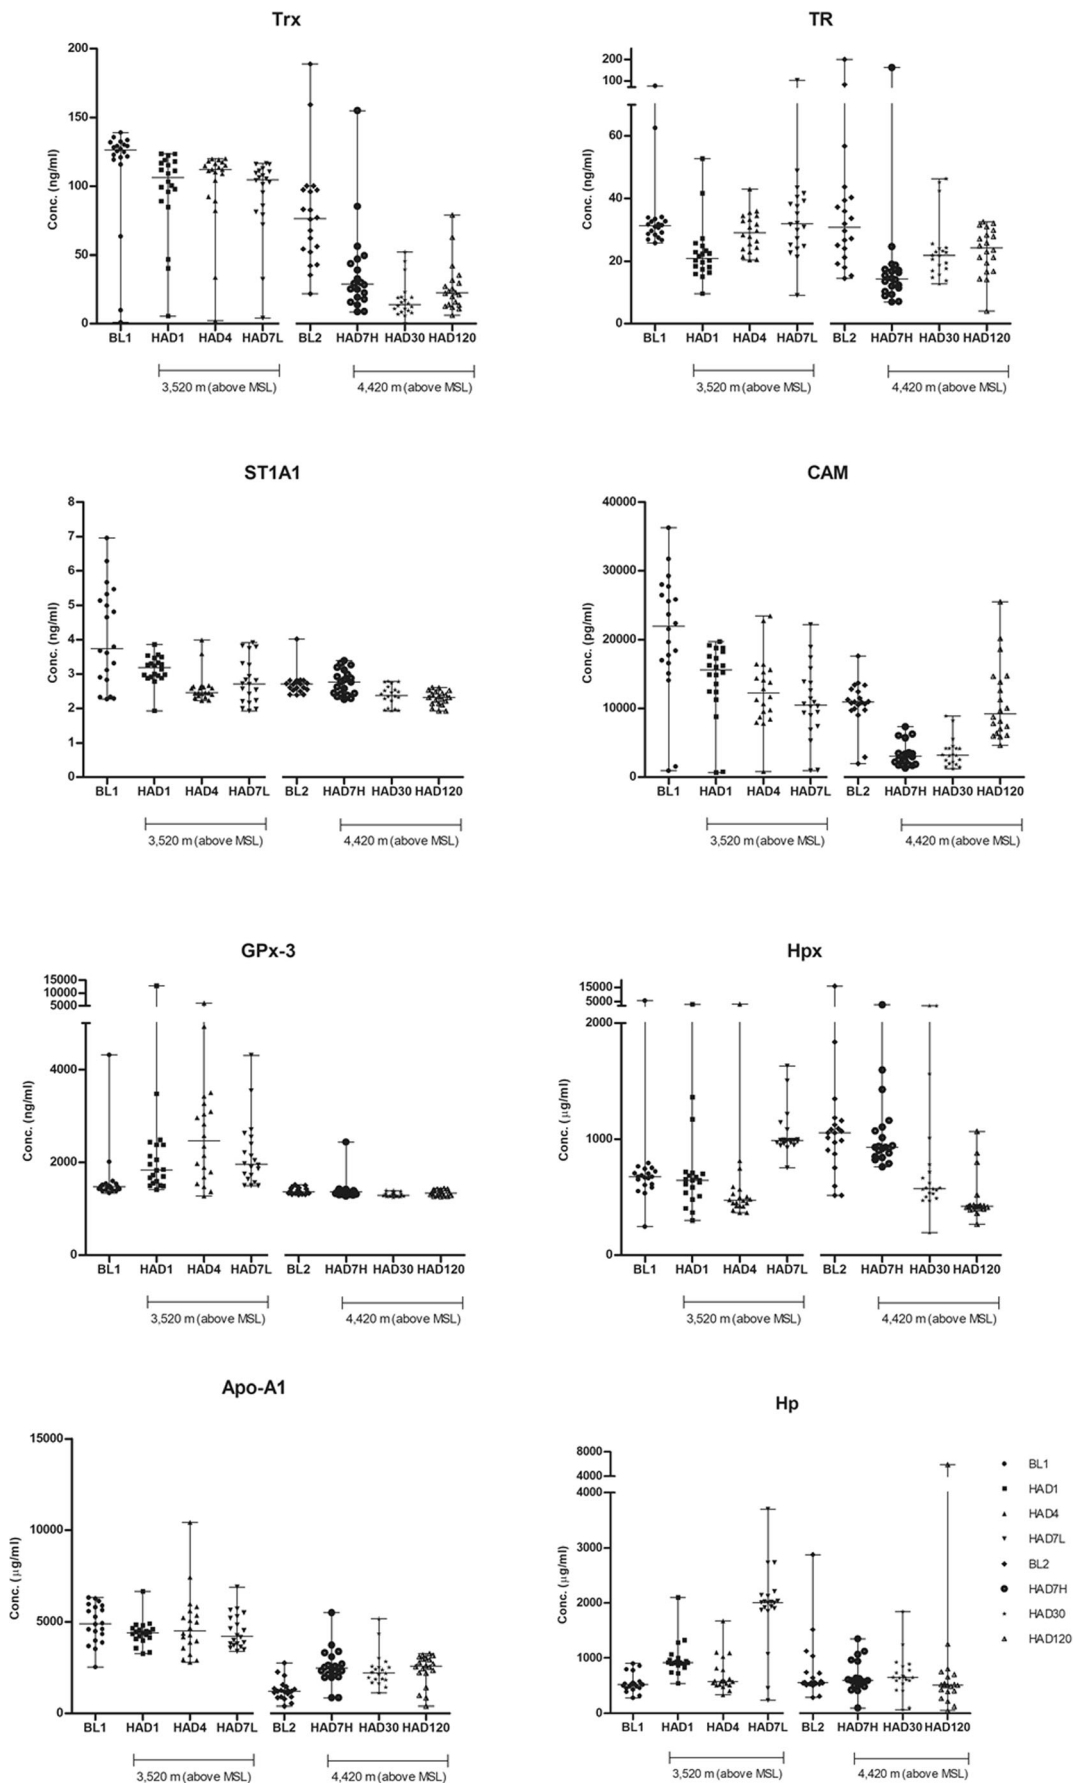 Trx
Conc. (ng/ml)
200
150
100
50
0
BL1 HAD1 HAD4 HAD7L BL2 HAD7H HAD30 HAD120
3,520 m (above MSL) 4,420 m (above MSL)
TR
Conc. (ng/ml)
200
100
60
40
20
0
BL1 HAD1 HAD4 HAD7L BL2 HAD7H HAD30 HAD120
3,520 m (above MSL) 4,420 m (above MSL)
ST1A1
Conc. (ng/ml)
8
7
6
5
4
3
2
1
0
BL1 HAD1 HAD4 HAD7L BL2 HAD7H HAD30 HAD120
3,520 m (above MSL) 4,420 m (above MSL)
CAM
Conc. (pg/ml)
40000
30000
20000
10000
0
BL1 HAD1 HAD4 HAD7L BL2 HAD7H HAD30 HAD120
3,520 m (above MSL) 4,420 m (above MSL)
GPx-3
Conc. (ng/ml)
15000
10000
5000
4000
2000
0
BL1 HAD1 HAD4 HAD7L BL2 HAD7H HAD30 HAD120
3,520 m (above MSL) 4,420 m (above MSL)
Hpx
Conc. (µg/ml)
15000
5000
2000
1000
0
BL1 HAD1 HAD4 HAD7L BL2 HAD7H HAD30 HAD120
3,520 m (above MSL) 4,420 m (above MSL)
Apo-A1
Conc. (µg/ml)
15000
10000
5000
0
BL1 HAD1 HAD4 HAD7L BL2 HAD7H HAD30 HAD120
3,520 m (above MSL) 4,420 m (above MSL)
Hp
Conc. (µg/ml)
8000
4000
4000
3000
2000
1000
0
BL1 HAD1 HAD4 HAD7L BL2 HAD7H HAD30 HAD120
3,520 m (above MSL) 4,420 m (above MSL)
BL1
HAD1
HAD4
HAD7L
BL2
HAD7H
HAD30
HAD120